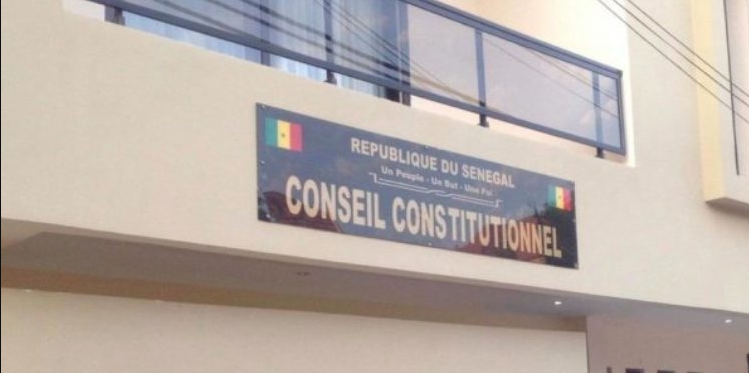 REPUBLIQUE DU SENEGAL
Un Peuple - Un But - Une Foi
CONSEIL CONSTITUTIONNEL